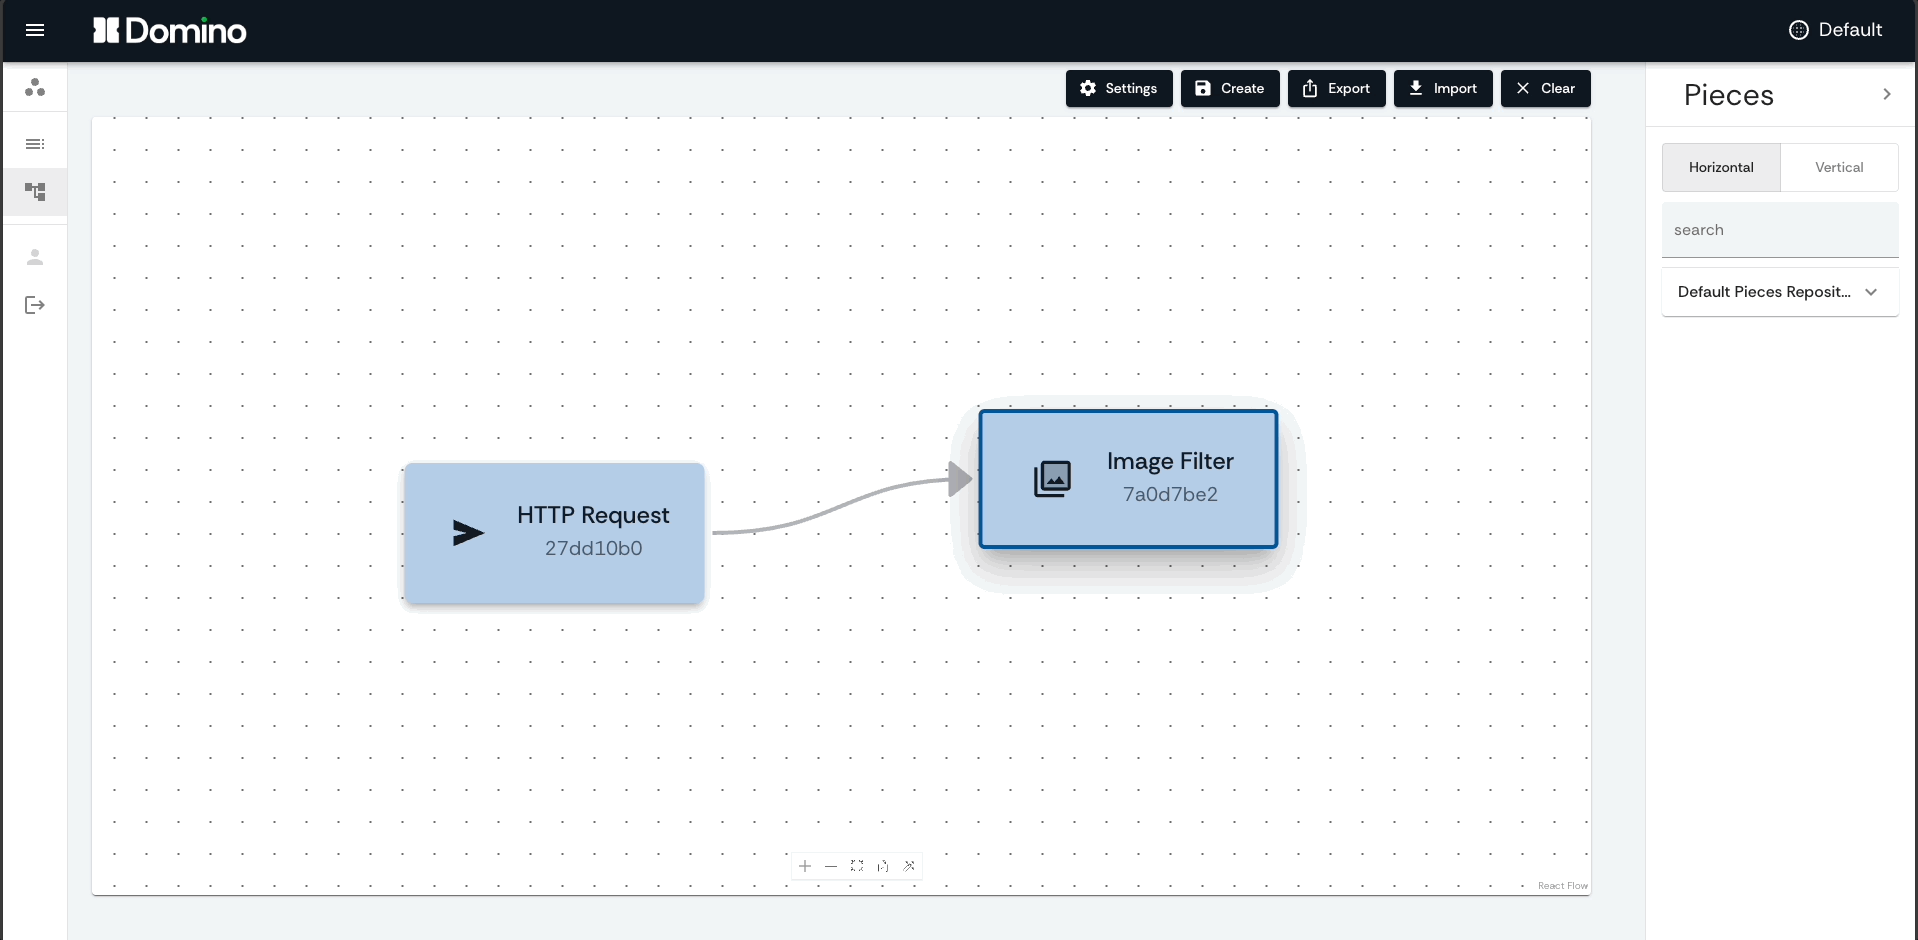 Domino
Default
Settings
Create
Export
Import
Clear
Pieces
Horizontal
Vertical
search
Default Pieces Reposit...
HTTP Request
27dd10b0
Image Filter
7a0d7be2
React Flow